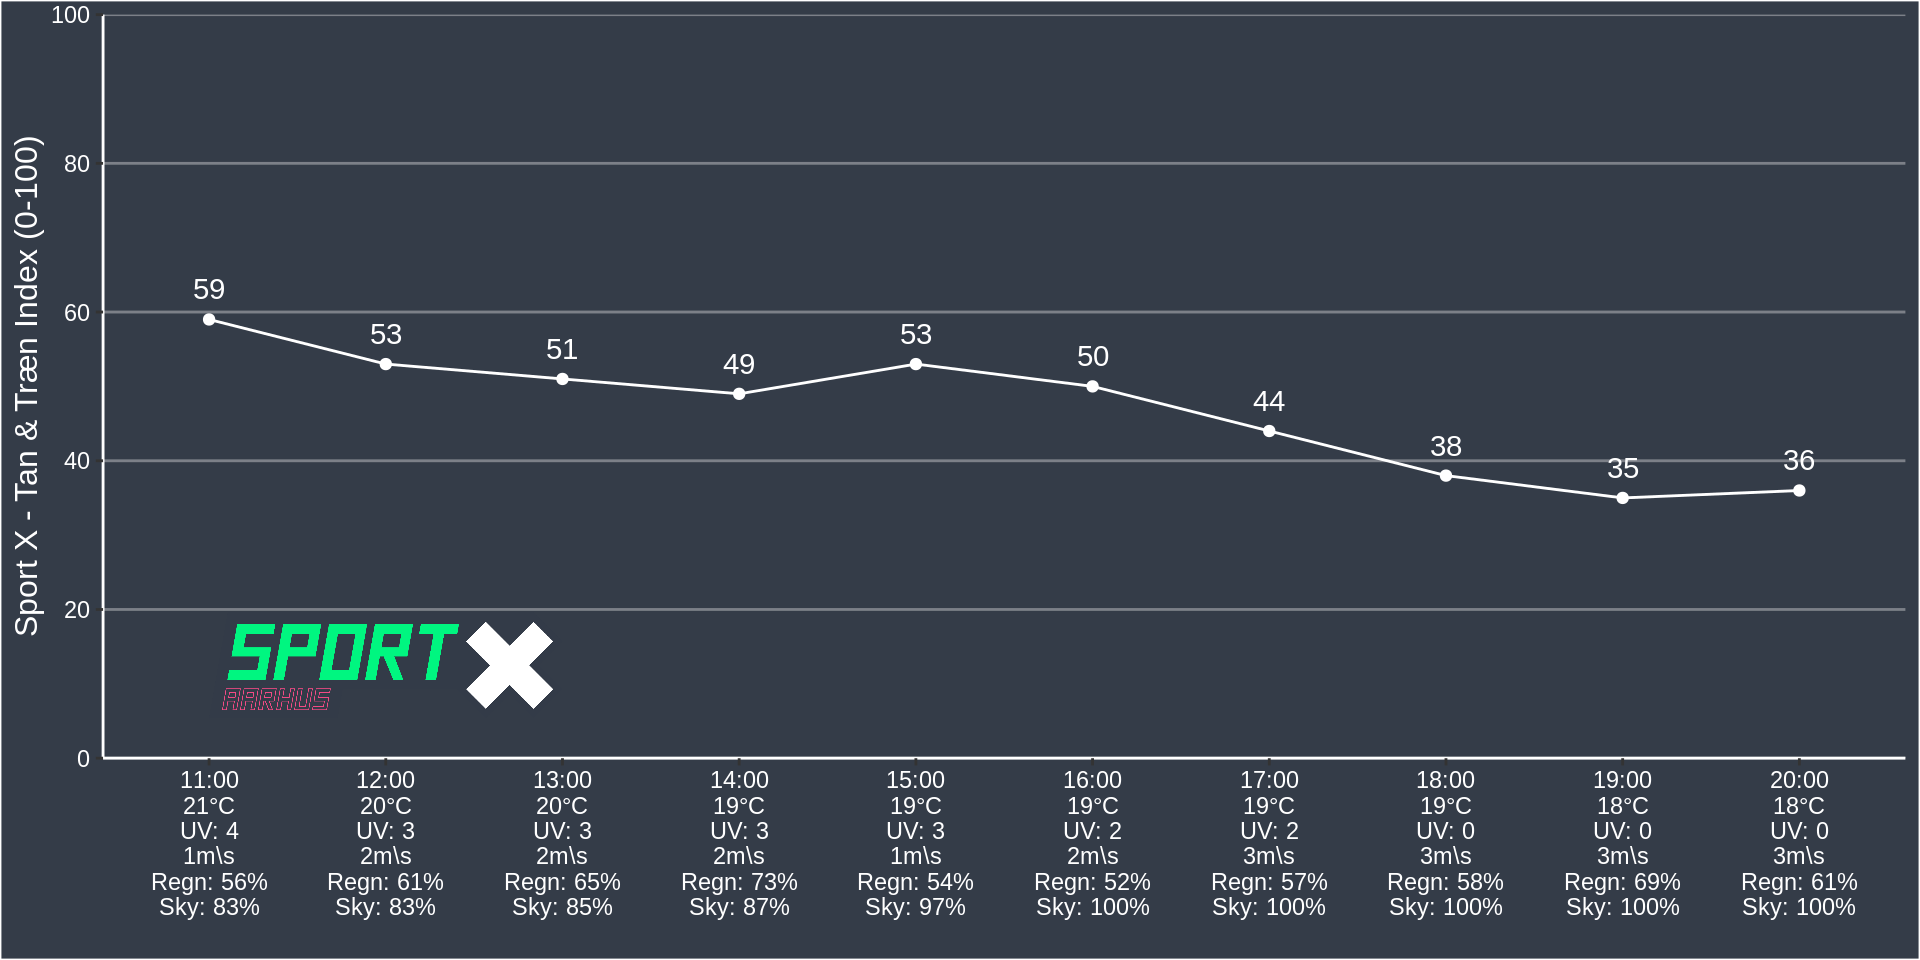 100
80
60
40
20
0
Sport X - Tan & Træn Index (0-100)
59
53
51
49
53
50
44
38
35
36
SPORT X
AARHUS
11:00 12:00 13:00 14:00 15:00 16:00 17:00 18:00 19:00 20:00
21°C 20°C 20°C 19°C 19°C 19°C 19°C 19°C 18°C 18°C
UV: 4 UV: 3 UV: 3 UV: 3 UV: 3 UV: 2 UV: 2 UV: 0 UV: 0 UV: 0
1m\s 2m\s 2m\s 2m\s 1m\s 2m\s 3m\s 3m\s 3m\s 3m\s
Regn: 56% Regn: 61% Regn: 65% Regn: 73% Regn: 54% Regn: 52% Regn: 57% Regn: 58% Regn: 69% Regn: 61%
Sky: 83% Sky: 83% Sky: 85% Sky: 87% Sky: 97% Sky: 100% Sky: 100% Sky: 100% Sky: 100% Sky: 100%